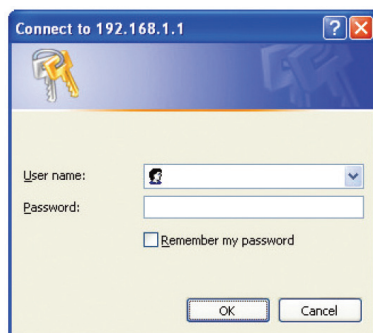 Connect to 192.168.1.1
?
User name:
Password:
Remember my password
OK Cancel